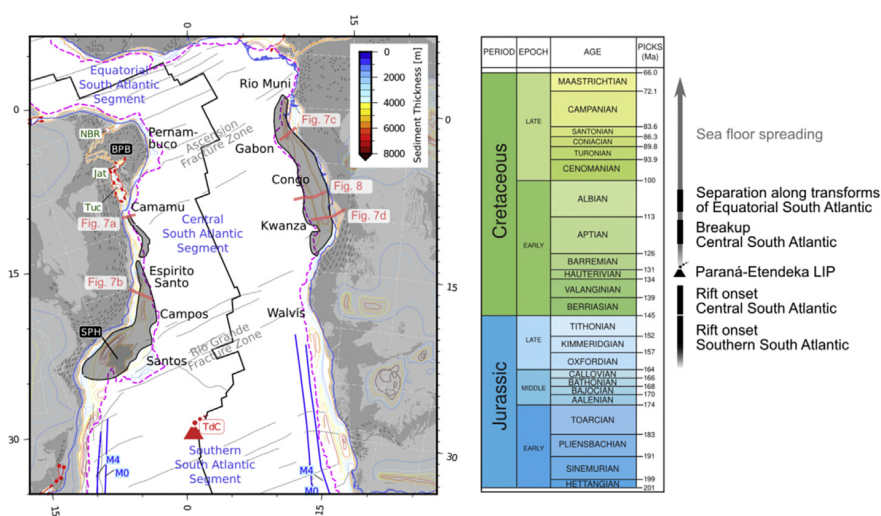 0
15
0
15
30
0
15
30
15
0
15
0
15
Equatorial
South Atlantic
Segment
Rio Muni
Sediment Thickness [m]
0
2000
4000
6000
8000
NBR
BPB
Pernam-
buco
Ascension
Fracture Zone
Fig. 7c
Gabon
Jat
Congo
Fig. 8
Tuc
Camamu
Fig. 7a
Central
South Atlantic
Segment
Fig. 7d
Kwanza
Espirito
Santo
Fig. 7b
Campos
Walvis
SPH
Rio Grande
Fracture Zone
Santos
TdC
Southern
South Atlantic
Segment
M4
M0
M4
M0
PERIOD EPOCH AGE PICKS
(Ma)
Cretaceous
LATE
MAASTRICHTIAN
CAMPANIAN
SANTONIAN
CONIACIAN
TURONIAN
CENOMANIAN
EARLY
ALBIAN
APTIAN
BARREMIAN
HAUTERIVIAN
VALANGINIAN
BERRIASIAN
Jurassic
LATE
TITHONIAN
KIMMERIDGIAN
OXFORDIAN
MIDDLE
CALLOVIAN
BATHONIAN
BAJOCIAN
AALENIAN
EARLY
TOARCIAN
PLIENSBACHIAN
SINEMURIAN
HETTANGIAN
66.0
72.1
83.6
86.3
89.8
93.9
100
113
126
131
134
139
145
152
157
164
166
168
170
174
183
191
199
201
Sea floor spreading
Separation along transforms
of Equatorial South Atlantic
Breakup
Central South Atlantic
Paraná-Etendeka LIP
Rift onset
Central South Atlantic
Rift onset
Southern South Atlantic